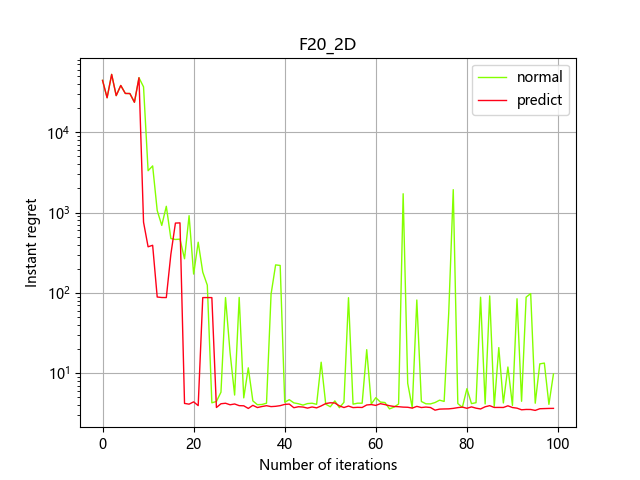 F20_2D
normal
predict
Instant regret
10⁴
10³
10²
10¹
0
20
40
60
80
100
Number of iterations